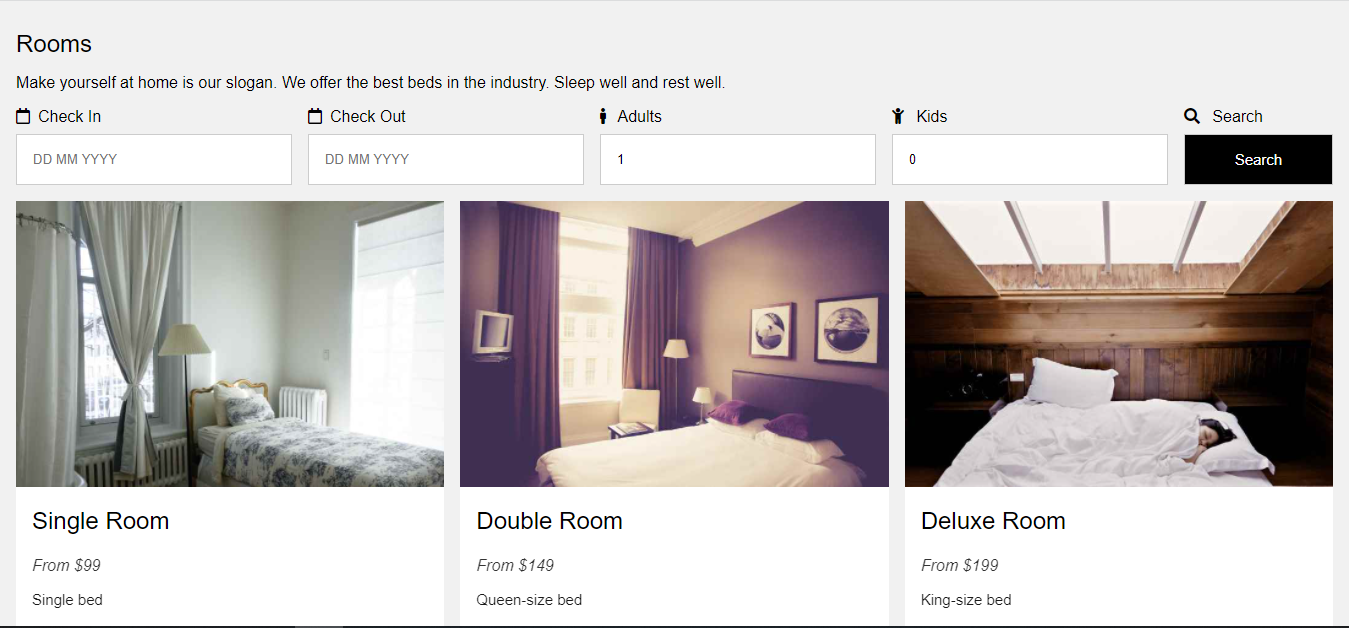 Rooms
Make yourself at home is our slogan. We offer the best beds in the industry. Sleep well and rest well.
Check In Check Out Adults Kids Search
DD MM YYYY DD MM YYYY 1 0 Search
Single Room Double Room Deluxe Room
From $99 From $149 From $199
Single bed Queen-size bed King-size bed